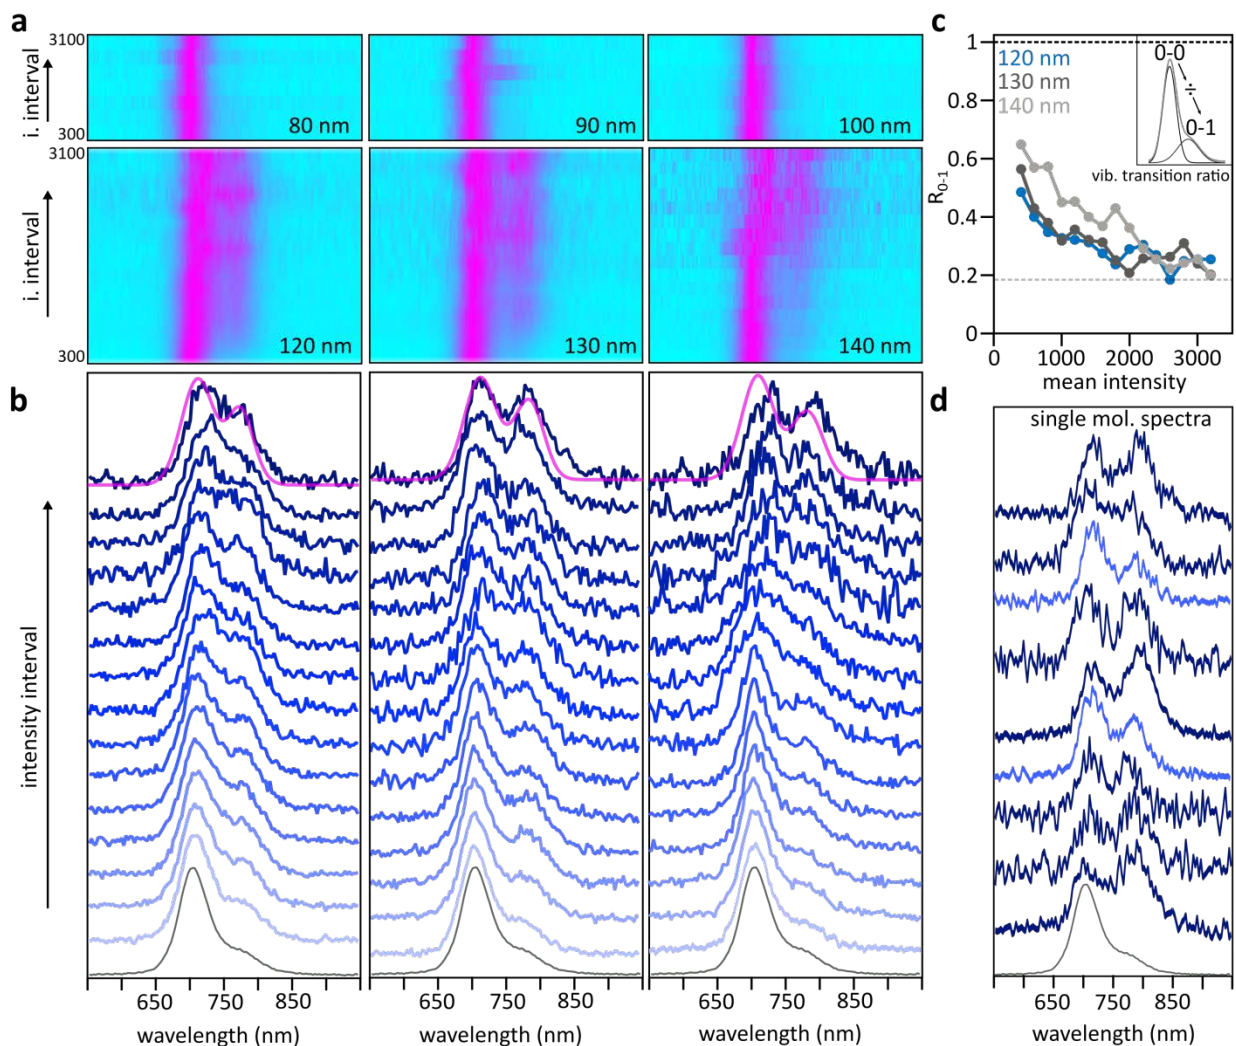 a
3100
i. interval
300
80 nm
90 nm
100 nm
3100
i. interval
300
120 nm
130 nm
140 nm
b
intensity interval
650 750 850
wavelength (nm)
650 750 850
wavelength (nm)
650 750 850
wavelength (nm)
c
1
0.8
0.6
0.4
0.2
0
R0-1
120 nm
130 nm
140 nm
0-0
÷
0-1
vib. transition ratio
0 1000 2000 3000
mean intensity
d
single mol. spectra
650 750 850
wavelength (nm)